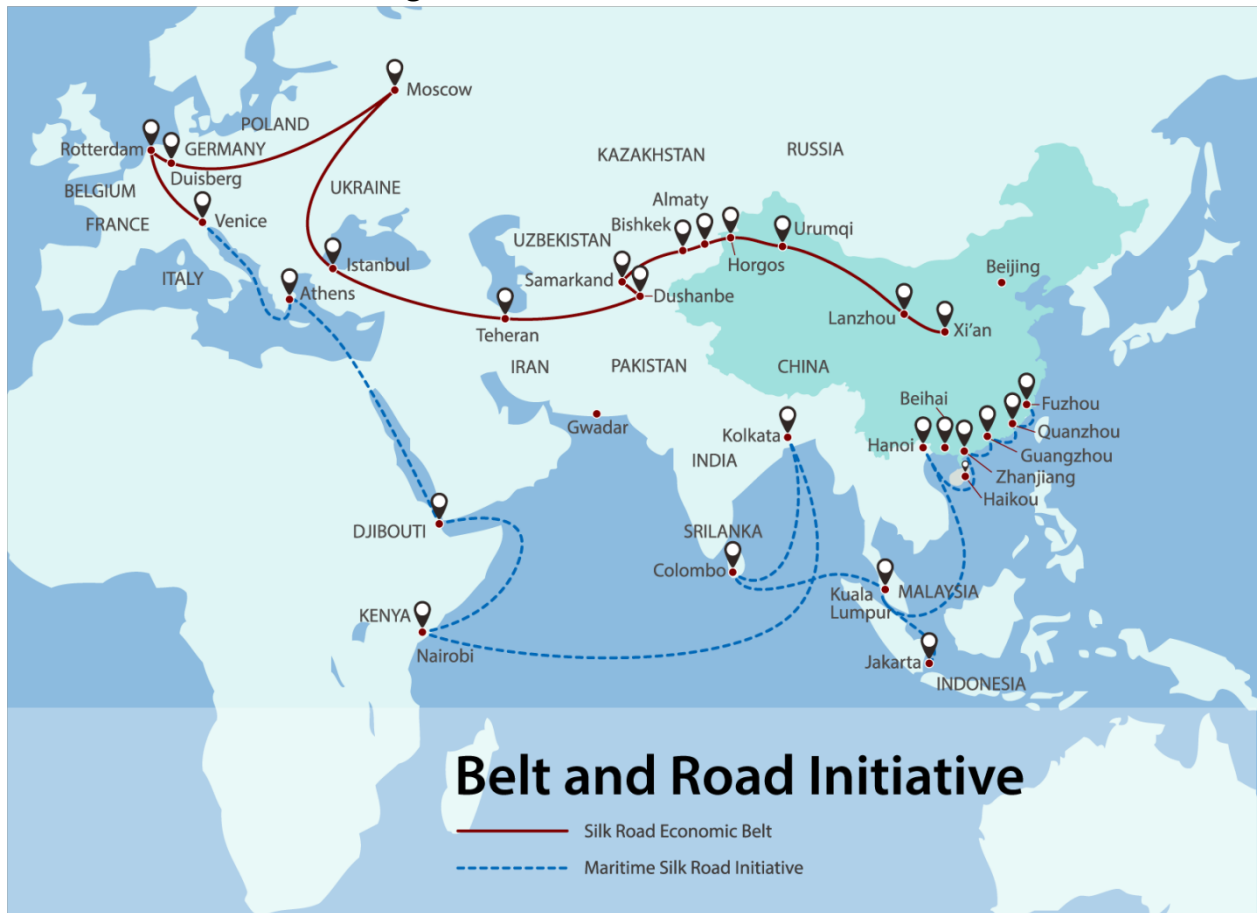 Moscow
POLAND
Rotterdam
GERMANY
Duisberg
KAZAKHSTAN
RUSSIA
BELGIUM
UKRAINE
Almaty
FRANCE
Venice
Bishkek
Urumqi
UZBEKISTAN
Horgos
ITALY
Istanbul
Samarkand
Beijing
Athens
Dushanbe
Lanzhou
Xi'an
Teheran
IRAN
PAKISTAN
CHINA
Beihai
Fuzhou
Gwadar
Kolkata
Hanoi
Quanzhou
INDIA
Guangzhou
Zhanjiang
Haikou
DJIBOUTI
SRILANKA
Colombo
Kuala
Lumpur
MALAYSIA
KENYA
Nairobi
Jakarta
INDONESIA
Belt and Road Initiative
Silk Road Economic Belt
Maritime Silk Road Initiative